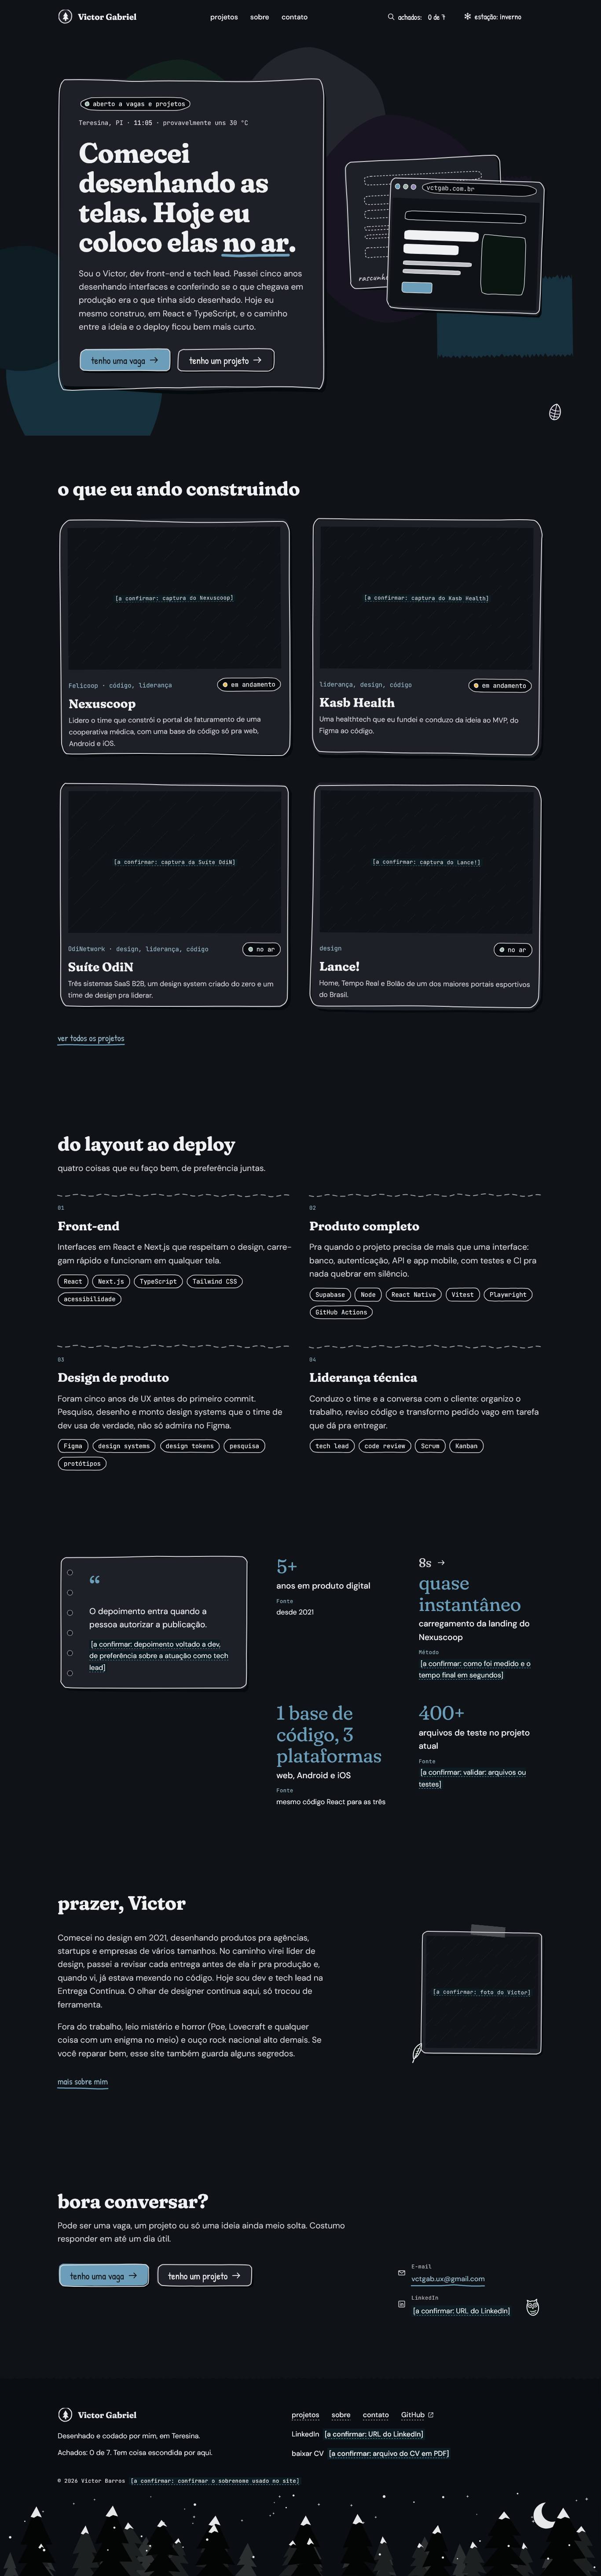 Victor Gabriel
projetos sobre contato
achados: 0 de 7
estação: inverno
aberto a vagas e projetos
Teresina, PI · 11:05 · provavelmente uns 30 °C
Comecei
desenhando as
telas. Hoje eu
coloco elas no ar.
Sou o Victor, dev front-end e tech lead. Passei cinco anos
desenhando interfaces e conferindo se o que chegava em
produção era o que tinha sido desenhado. Hoje eu
mesmo construo, em React e TypeScript, e o caminho
entre a ideia e o deploy ficou bem mais curto.
tenho uma vaga
tenho um projeto
vctgab.com.br
o que eu ando construindo
[a confirmar: captura do Nexuscoop]
Felicoop · código, liderança
em andamento
Nexuscoop
Lidero o time que constrói o portal de faturamento de uma
cooperativa médica, com uma base de código só pra web,
Android e iOS.
[a confirmar: captura do Kasb Health]
liderança, design, código
em andamento
Kasb Health
Uma healthtech que eu fundei e conduzo da ideia ao MVP, do
Figma ao código.
[a confirmar: captura da Suíte OdiN]
OdiNetwork · design, liderança, código
no ar
Suíte OdiN
Três sistemas SaaS B2B, um design system criado do zero e um
time de design pra liderar.
[a confirmar: captura do Lance!]
design
no ar
Lance!
Home, Tempo Real e Bolão de um dos maiores portais esportivos
do Brasil.
ver todos os projetos
do layout ao deploy
quatro coisas que eu faço bem, de preferência juntas.
01
Front-end
Interfaces em React e Next.js que respeitam o design, carre-
gam rápido e funcionam em qualquer tela.
React Next.js TypeScript Tailwind CSS
acessibilidade
02
Produto completo
Pra quando o projeto precisa de mais que uma interface:
banco, autenticação, API e app mobile, com testes e CI pra
nada quebrar em silêncio.
Supabase Node React Native Vitest Playwright
GitHub Actions
03
Design de produto
Foram cinco anos de UX antes do primeiro commit.
Pesquiso, desenho e monto design systems que o time de
dev usa de verdade, não só admira no Figma.
Figma design systems design tokens pesquisa
protótipos
04
Liderança técnica
Conduzo o time e a conversa com o cliente: organizo o
trabalho, reviso código e transformo pedido vago em tarefa
que dá pra entregar.
tech lead code review Scrum Kanban
“
O depoimento entra quando a
pessoa autorizar a publicação.
[a confirmar: depoimento voltado a dev,
de preferência sobre a atuação como tech
lead]
5+
anos em produto digital
Fonte
desde 2021
8s →
quase
instantâneo
carregamento da landing do
Nexuscoop
Método
[a confirmar: como foi medido e o
tempo final em segundos]
1 base de
código, 3
plataformas
web, Android e iOS
Fonte
mesmo código React para as três
400+
arquivos de teste no projeto
atual
Fonte
[a confirmar: validar: arquivos ou
testes]
prazer, Victor
Comecei no design em 2021, desenhando produtos pra agências,
startups e empresas de vários tamanhos. No caminho virei líder de
design, passei a revisar cada entrega antes de ela ir pra produção e,
quando vi, já estava mexendo no código. Hoje sou dev e tech lead na
Entrega Contínua. O olhar de designer continua aqui, só trocou de
ferramenta.
Fora do trabalho, leio mistério e horror (Poe, Lovecraft e qualquer
coisa com um enigma no meio) e ouço rock nacional alto demais. Se
você reparar bem, esse site também guarda alguns segredos.
mais sobre mim
[a confirmar: foto do Victor]
bora conversar?
Pode ser uma vaga, um projeto ou só uma ideia ainda meio solta. Costumo
responder em até um dia útil.
tenho uma vaga
tenho um projeto
E-mail
vctgab.ux@gmail.com
LinkedIn
[a confirmar: URL do LinkedIn]
Victor Gabriel
Desenhado e codado por mim, em Teresina.
Achados: 0 de 7. Tem coisa escondida por aqui.
projetos sobre contato GitHub
LinkedIn [a confirmar: URL do LinkedIn]
baixar CV [a confirmar: arquivo do CV em PDF]
© 2026 Victor Barros [a confirmar: confirmar o sobrenome usado no site]